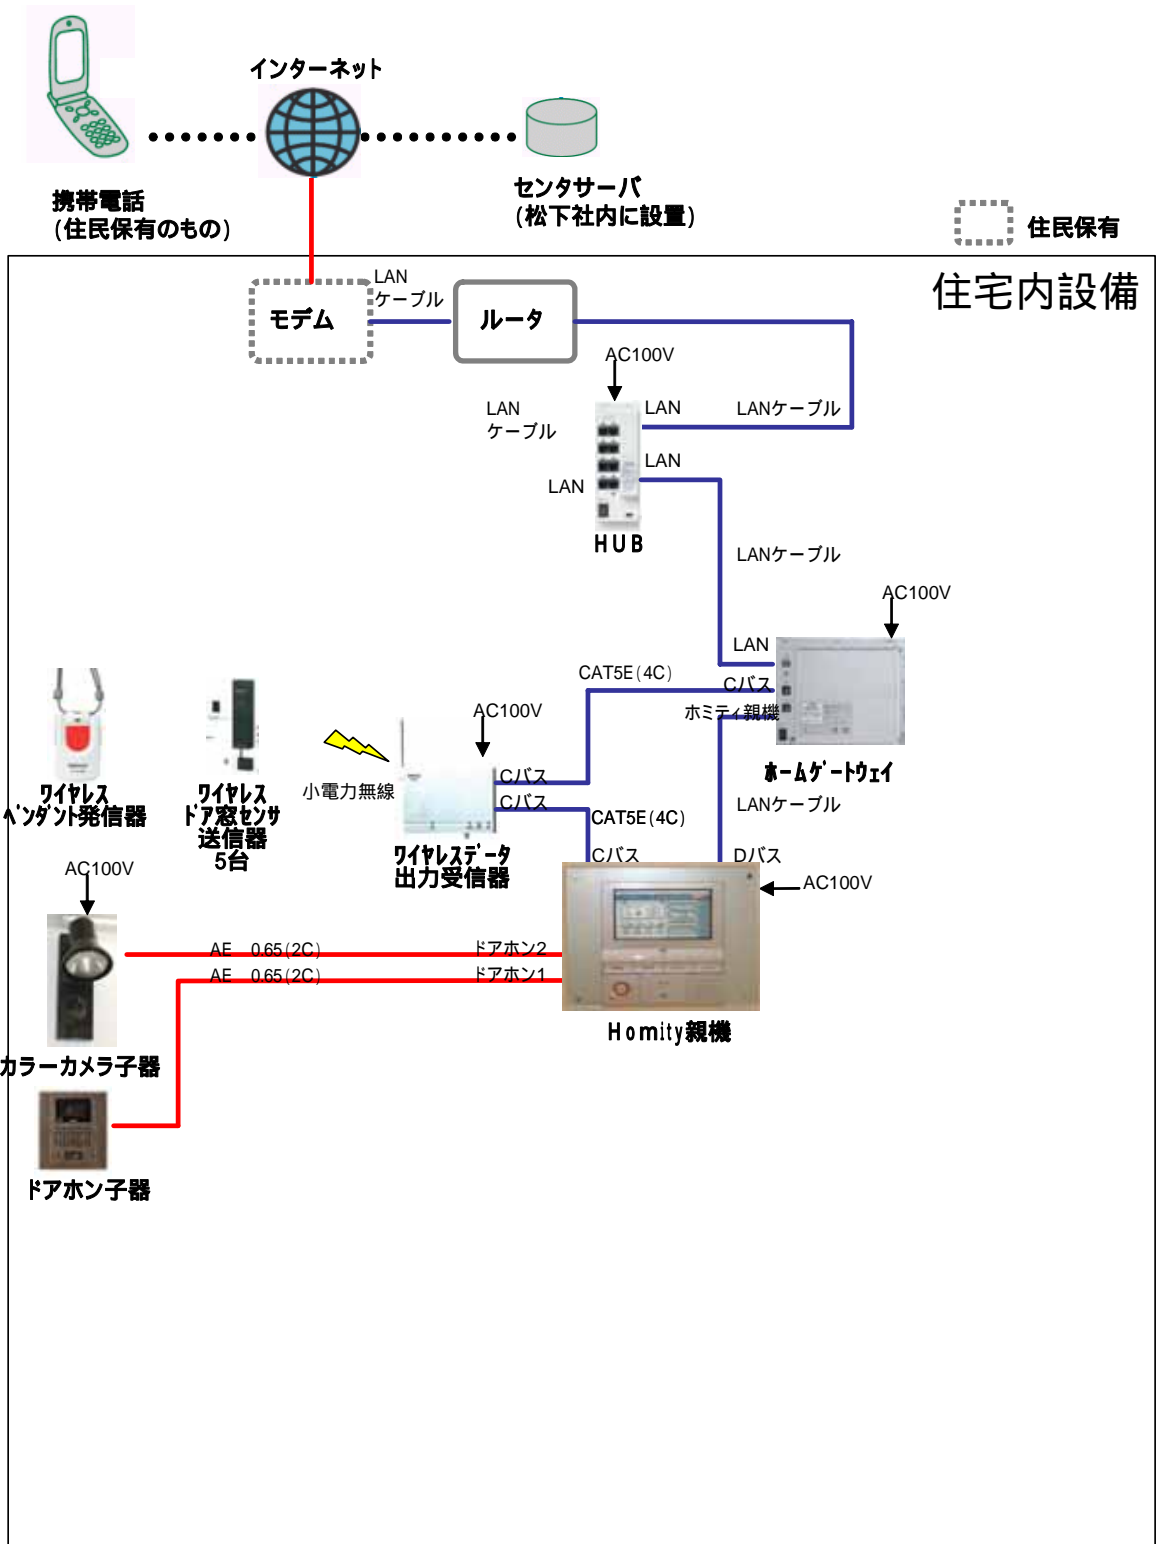 インターネット
携帯電話
(住民保有のもの)
センタサーバ
(松下社内に設置)
住民保有
住宅内設備
モデム
LAN
ケーブル
ルータ
AC100V
LAN
ケーブル
LAN
LANケーブル
LAN
LAN
HUB
LANケーブル
AC100V
LAN
CAT5E(4C)
Cバス
ホミティ親機
AC100V
ホームゲートウェイ
小電力無線
Cバス
Cバス
LANケーブル
CAT5E(4C)
ワイヤレス
ペンダント発信器
ワイヤレス
ドア窓センサ
送信器
5台
ワイヤレスデータ
出力受信器
Cバス
Dバス
AC100V
AC100V
AE 0.65(2C)
ドアホン2
AE 0.65(2C)
ドアホン1
Homity親機
カラーカメラ子器
ドアホン子器